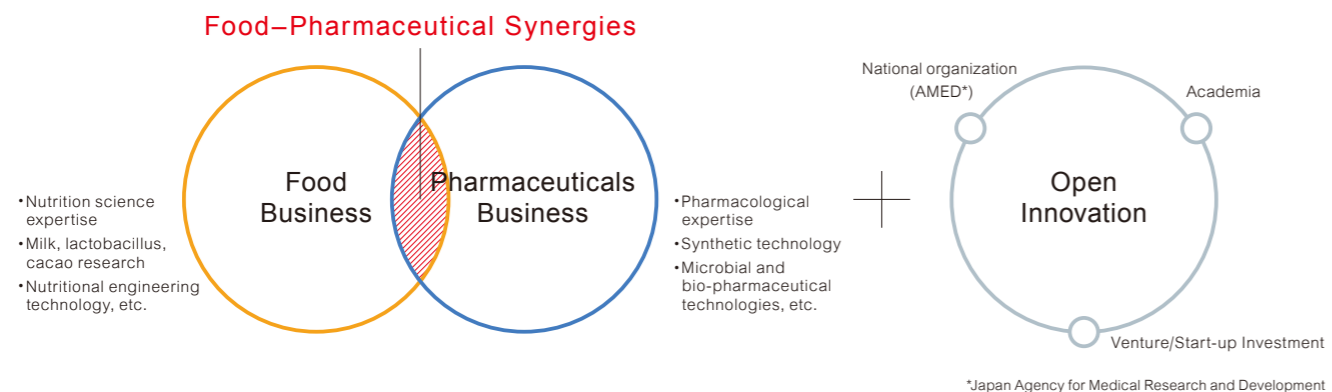 Food–Pharmaceutical Synergies
Food
Business
Pharmaceuticals
Business
•Nutrition science
expertise
•Milk, lactobacillus,
cacao research
•Nutritional engineering
technology, etc.
•Pharmacological
expertise
•Synthetic technology
•Microbial and
bio-pharmaceutical
technologies, etc.
National organization
(AMED*)
Academia
Open
Innovation
Venture/Start-up Investment
*Japan Agency for Medical Research and Development